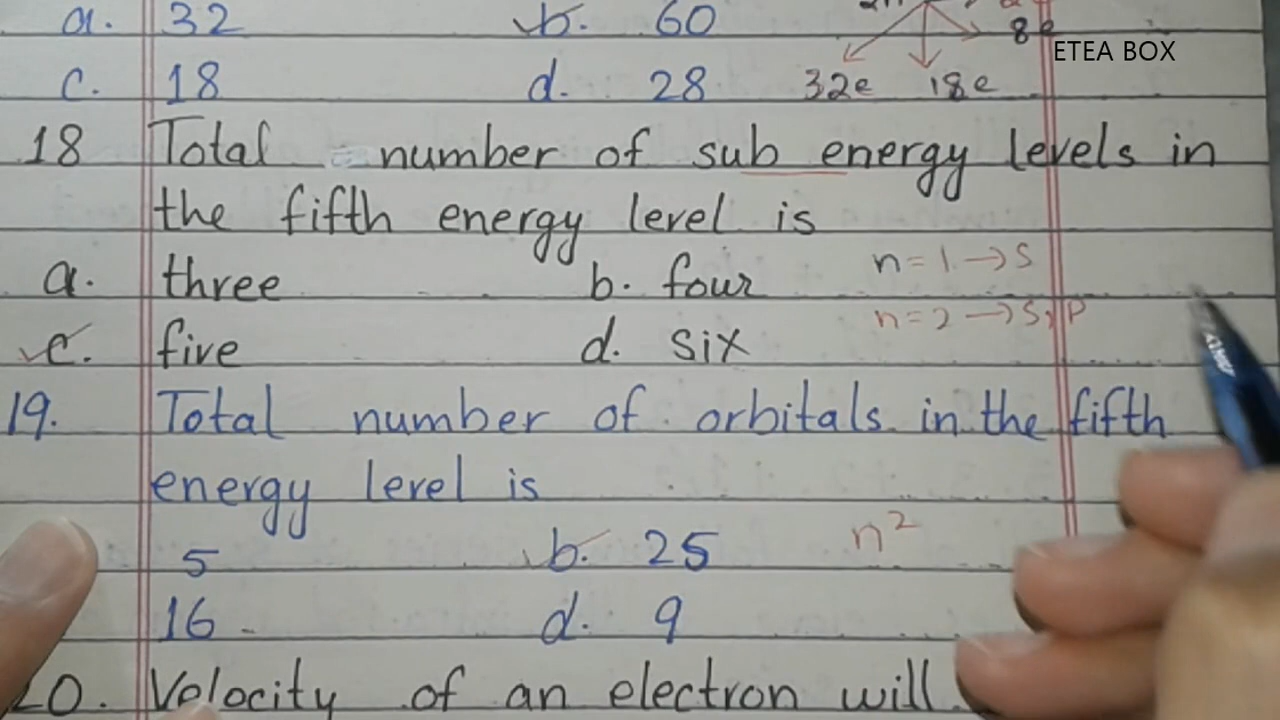 a. 32 b. 60 8e
ETEA BOX
c. 18 d. 28 32e 18e
18 Total number of sub energy levels in
the fifth energy level is
a. three b. four n=1 → s
n=2 → s, p
c. five d. six
19. Total number of orbitals in the fifth
energy level is
5 b. 25 n²
16 d. 9
20. Velocity of an electron will